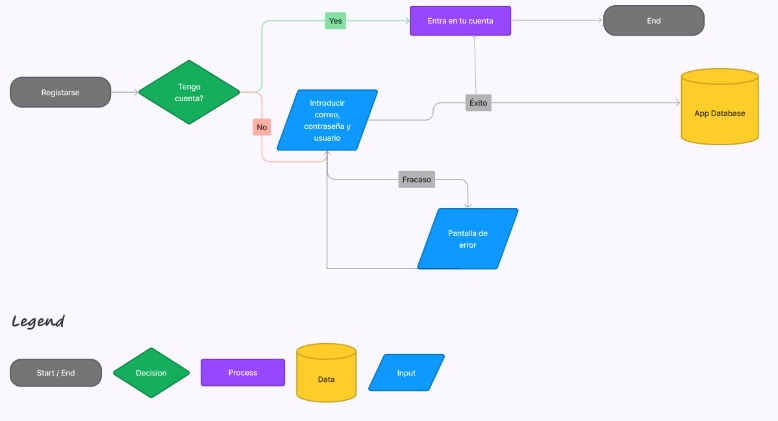 Yes
Entra en tu cuenta
End
Registarse
Tengo
cuenta?
Introducir
correo,
contraseña y
usuario
Éxito
App Database
No
Fracaso
Pantalla de
error
Legend
Start / End
Decision
Process
Data
Input